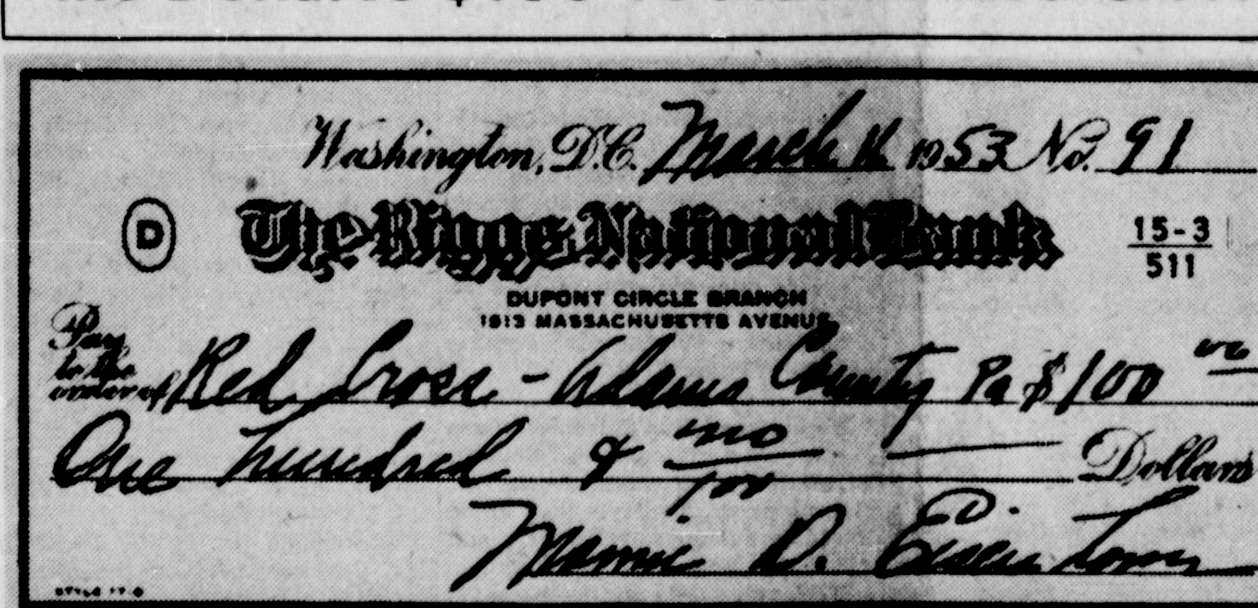 Washington, D.C. March 16 1953 No. 91
D The Riggs National Bank 15-3/511
DUPONT CIRCLE BRANCH
1913 MASSACHUSETTS AVENUE
Pay to the order of Red Cross - Adams County Pa $100 00
One hundred & no/100 Dollars
Mamie D. Eisenhower